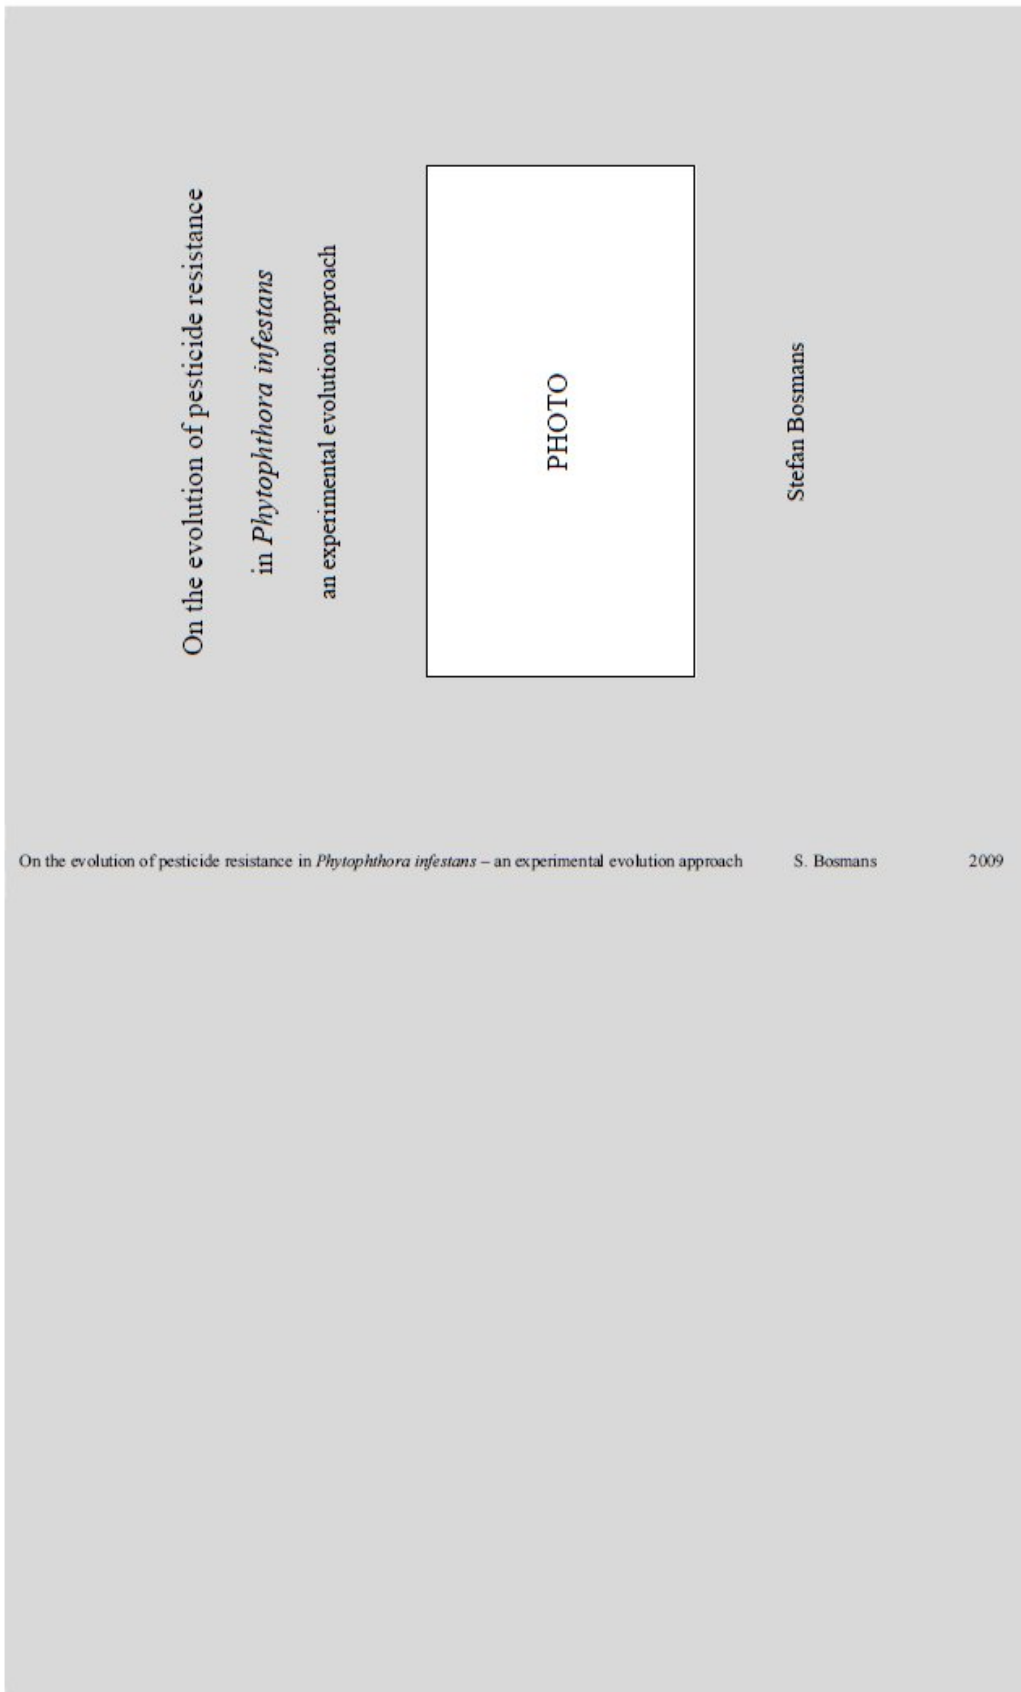 On the evolution of pesticide resistance
in Phytophthora infestans
an experimental evolution approach
PHOTO
Stefan Bosmans
On the evolution of pesticide resistance in Phytophthora infestans – an experimental evolution approach S. Bosmans 2009